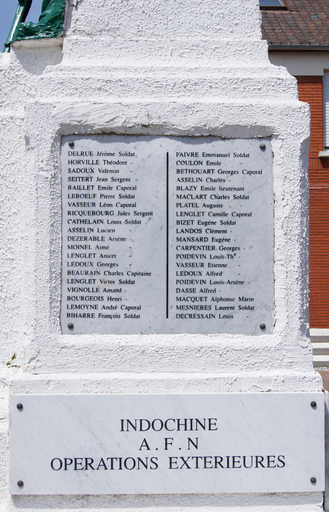 DELRUE Jérôme Soldat
HORVILLE Théodore -
SADOUX Valentin -
SEITERT Jean Sergent -
BAILLET Emile Caporal
LEBOEUF Pierre Soldat
VASSEUR Léon Caporal
RICQUEBOURG Jules Sergent
CATHELAIN Louis Soldat
ASSELIN Lucien -
DEZERABLE Arsène -
MOINEL Aimé -
LENGLET Anicet -
LEDOUX Georges -
BEAURAIN Charles Capitaine
LENGLET Victor Soldat
VIGNOLLE Amand -
BOURGEOIS Henri -
LEMOYNE André Caporal
BIHARRE François Soldat
FAIVRE Emmanuel Soldat
COULON Emile -
BETHOUART Georges Caporal
ASSELIN Charles -
BLAZY Emile lieutenant
MACLART Charles Soldat
PLATEL Auguste -
LENGLET Camille Caporal
BIZET Eugène Soldat
LANDOS Clément -
MANSARD Eugène -
CARPENTIER Georges -
POIDEVIN Louis-Th -
VASSEUR Etienne -
LEDOUX Alfred -
POIDEVIN Louis-Arsène -
DASSE Alfred -
MACQUET Alphonse Marin
MESNIERES Laurent Soldat
DECRESSAIN Louis -
INDOCHINE
A . F . N
OPERATIONS EXTERIEURES